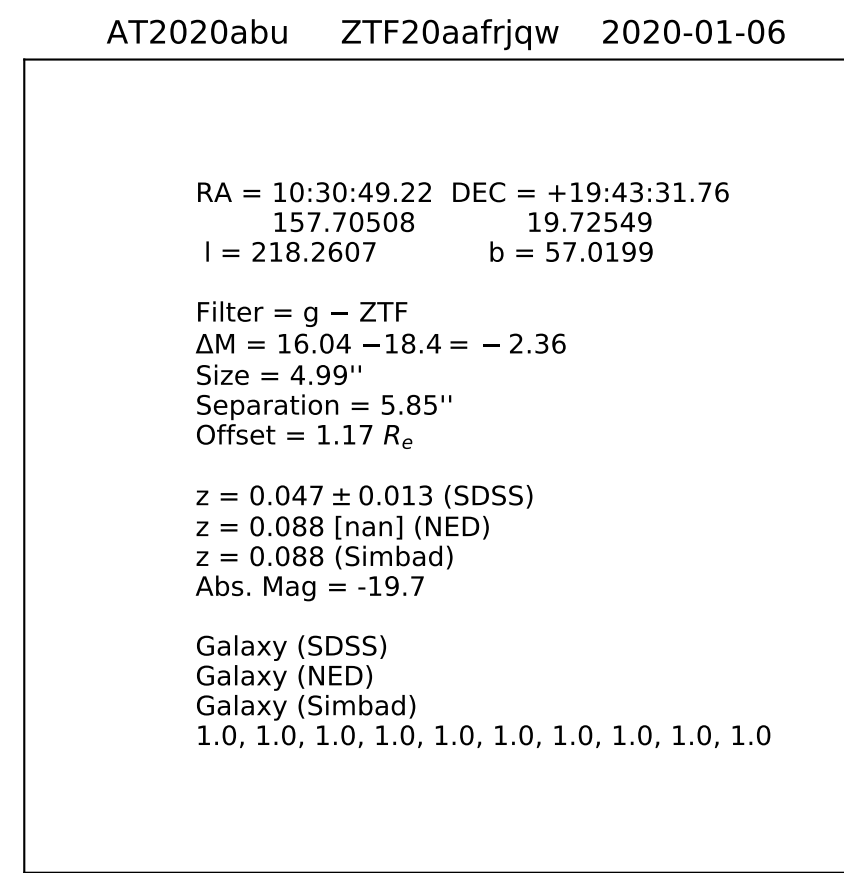 AT2020abu ZTF20aafrjqw 2020-01-06
RA = 10:30:49.22 DEC = +19:43:31.76
157.70508 19.72549
l = 218.2607 b = 57.0199
Filter = g − ZTF
ΔM = 16.04 −18.4 = − 2.36
Size = 4.99''
Separation = 5.85''
Offset = 1.17 Rₑ
z = 0.047 ± 0.013 (SDSS)
z = 0.088 [nan] (NED)
z = 0.088 (Simbad)
Abs. Mag = -19.7
Galaxy (SDSS)
Galaxy (NED)
Galaxy (Simbad)
1.0, 1.0, 1.0, 1.0, 1.0, 1.0, 1.0, 1.0, 1.0, 1.0